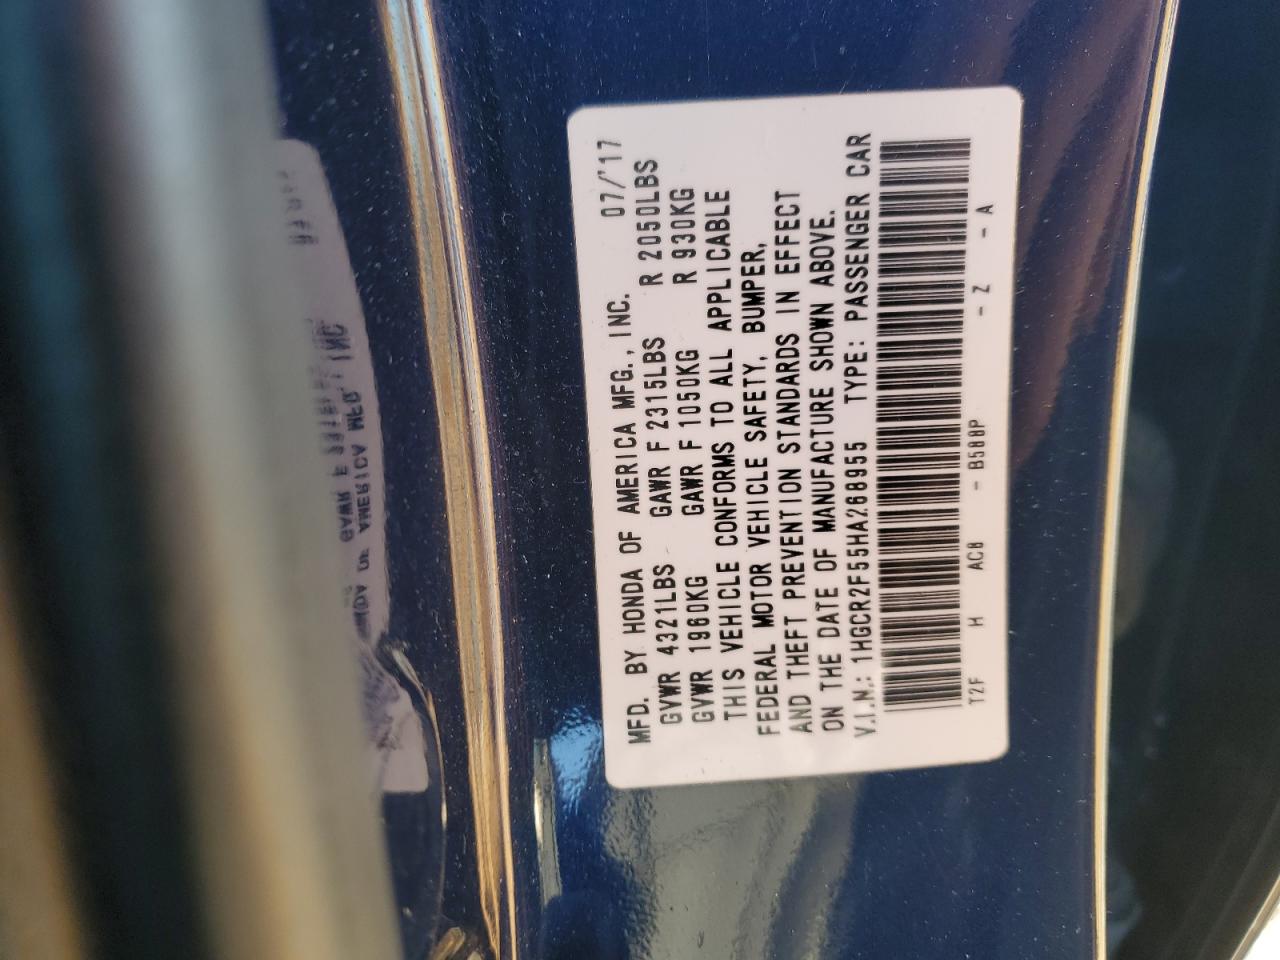 MFD. BY HONDA OF AMERICA MFG., INC. 07/'17
GVWR 4321LBS GAWR F 2315LBS R 2050LBS
GVWR 1960KG GAWR F 1050KG R 930KG
THIS VEHICLE CONFORMS TO ALL APPLICABLE
FEDERAL MOTOR VEHICLE SAFETY, BUMPER,
AND THEFT PREVENTION STANDARDS IN EFFECT
ON THE DATE OF MANUFACTURE SHOWN ABOVE.
V.I.N.: 1HGCR2F55HA268955 TYPE: PASSENGER CAR
T2F H AC8 - B588P - Z - A